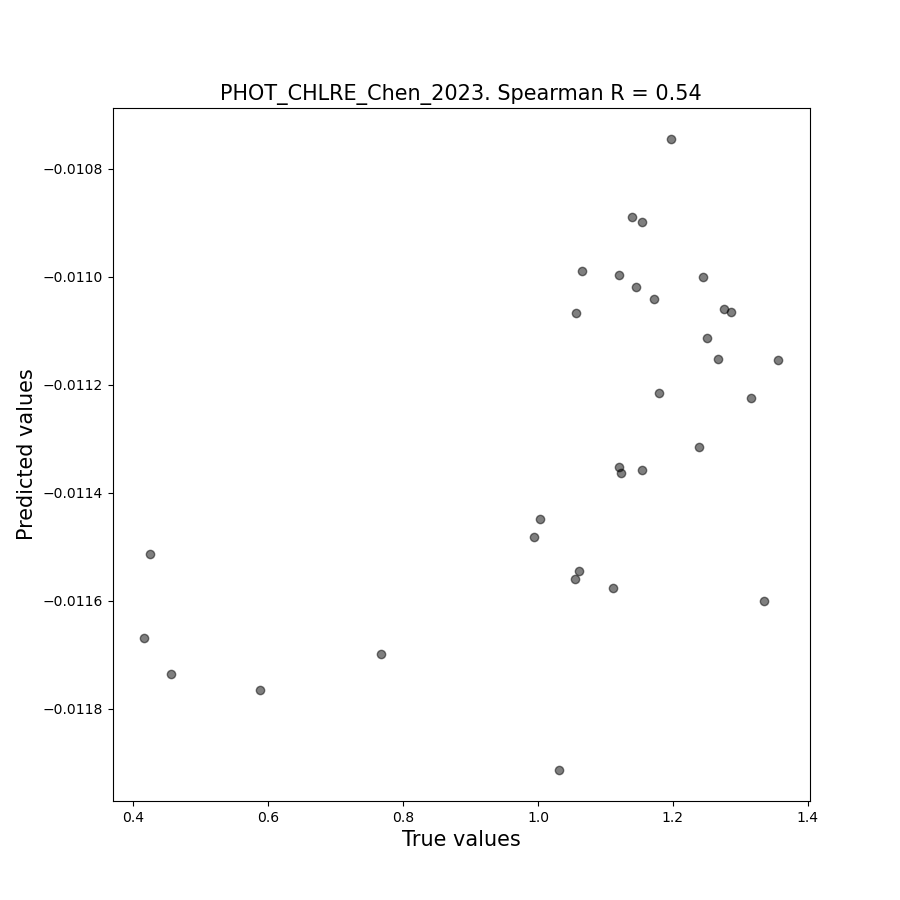 PHOT_CHLRE_Chen_2023. Spearman R = 0.54
Predicted values
−0.0108
−0.0110
−0.0112
−0.0114
−0.0116
−0.0118
0.4 0.6 0.8 1.0 1.2 1.4
True values